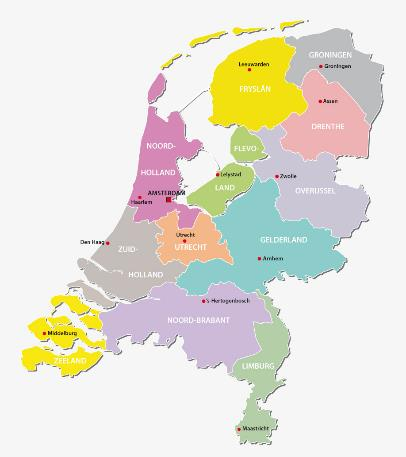 GRONINGEN
Leeuwarden
Groningen
FRYSLÂN
Assen
DRENTHE
NOORD-
FLEVO-
HOLLAND
Lelystad
Zwolle
LAND
OVERIJSSEL
AMSTERDAM
Haarlem
Utrecht
Den Haag
ZUID-
UTRECHT
GELDERLAND
Arnhem
HOLLAND
's-Hertogenbosch
NOORD-BRABANT
Middelburg
ZEELAND
LIMBURG
Maastricht